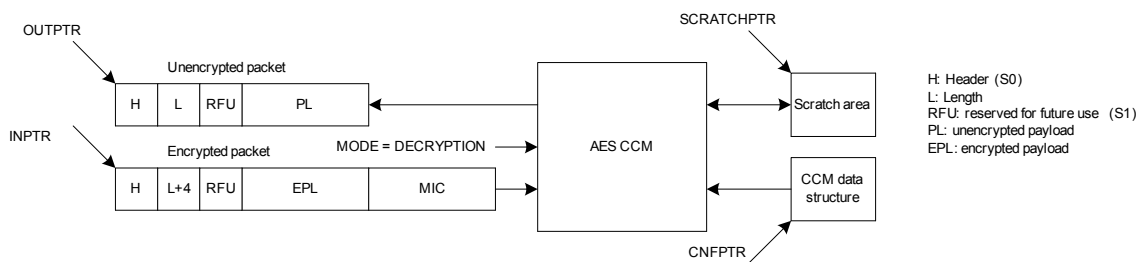 SCRATCHPTR
OUTPTR
Unencrypted packet
H L RFU PL
Scratch area
H: Header (S0)
L: Length
RFU: reserved for future use (S1)
PL: unencrypted payload
EPL: encrypted payload
INPTR
MODE = DECRYPTION
AES CCM
Encrypted packet
H L+4 RFU EPL MIC
CCM data
structure
CNFPTR